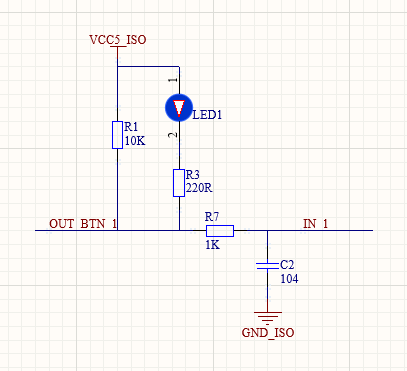 VCC5_ISO
1
LED1
R1
10K
2
R3
220R
OUT_BTN_1
R7
1K
IN_1
C2
104
GND_ISO